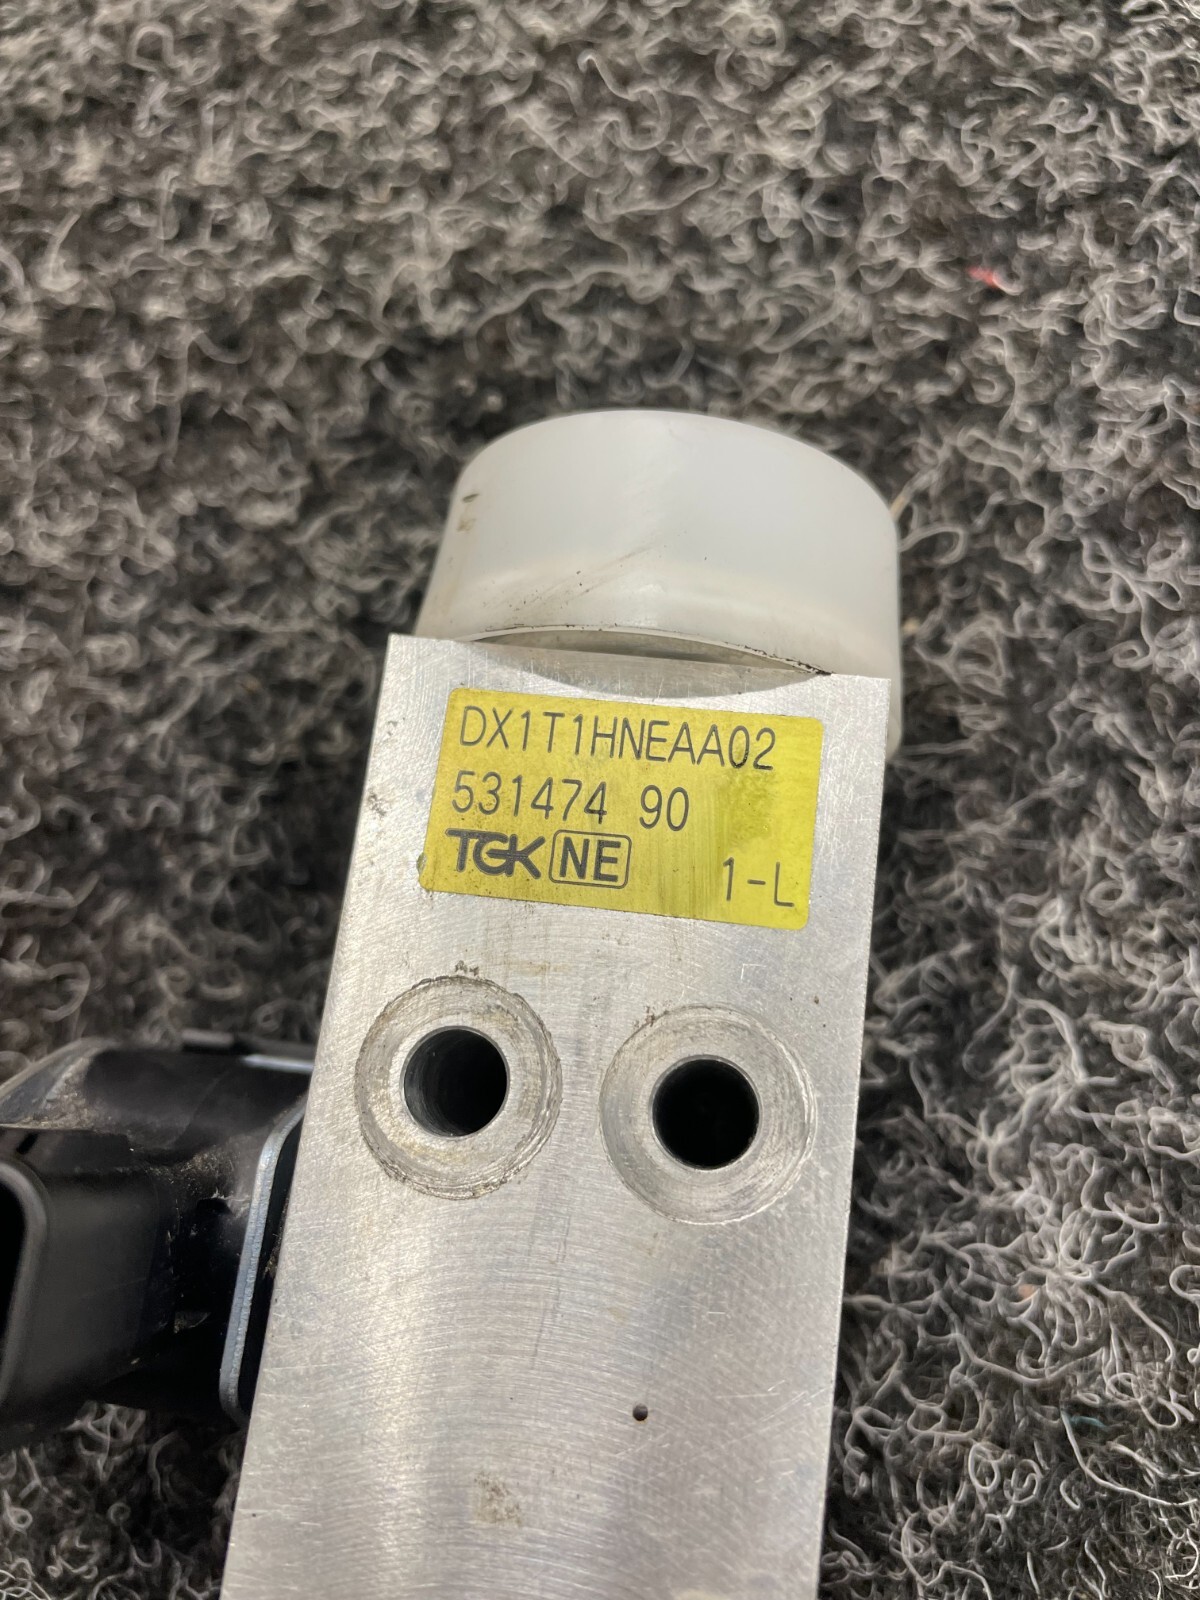 DX1T1HNEAA02
531474 90
TGK NE 1-L